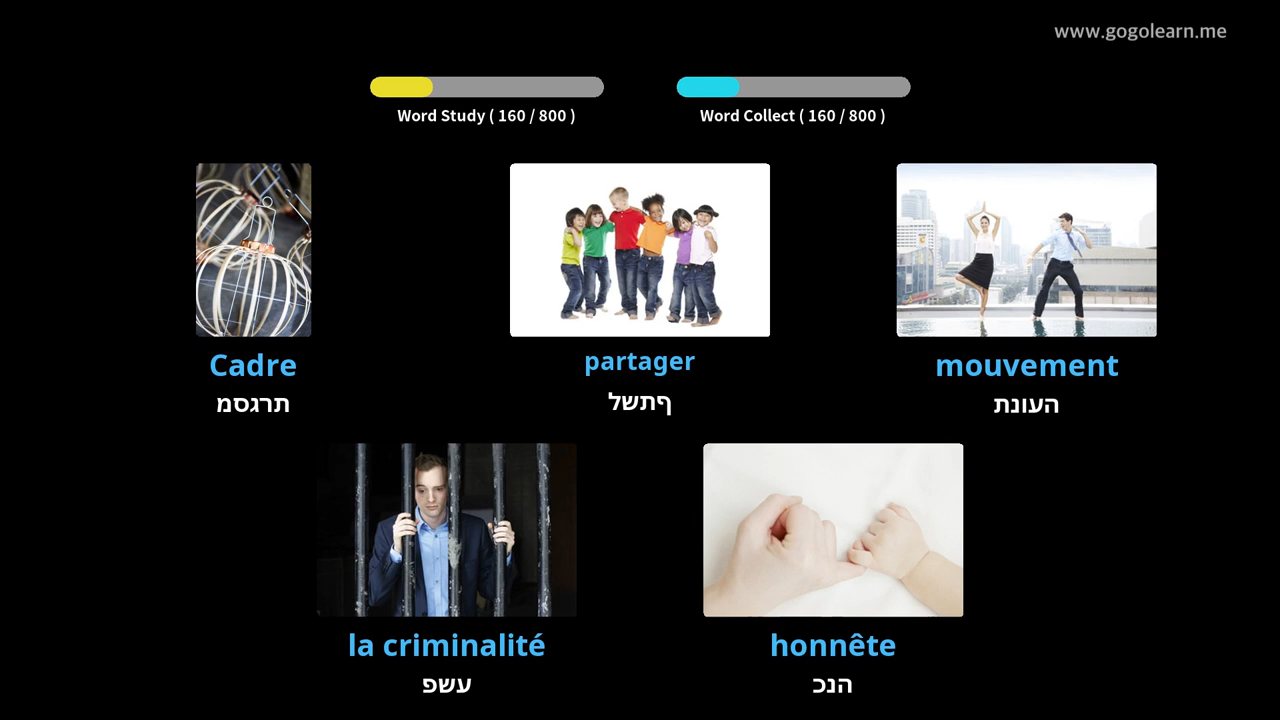 www.gogolearn.me
Word Study ( 160 / 800 )
Word Collect ( 160 / 800 )
Cadre
תרגסמ
partager
ףתשל
mouvement
העונת
la criminalité
עשפ
honnête
הנכ